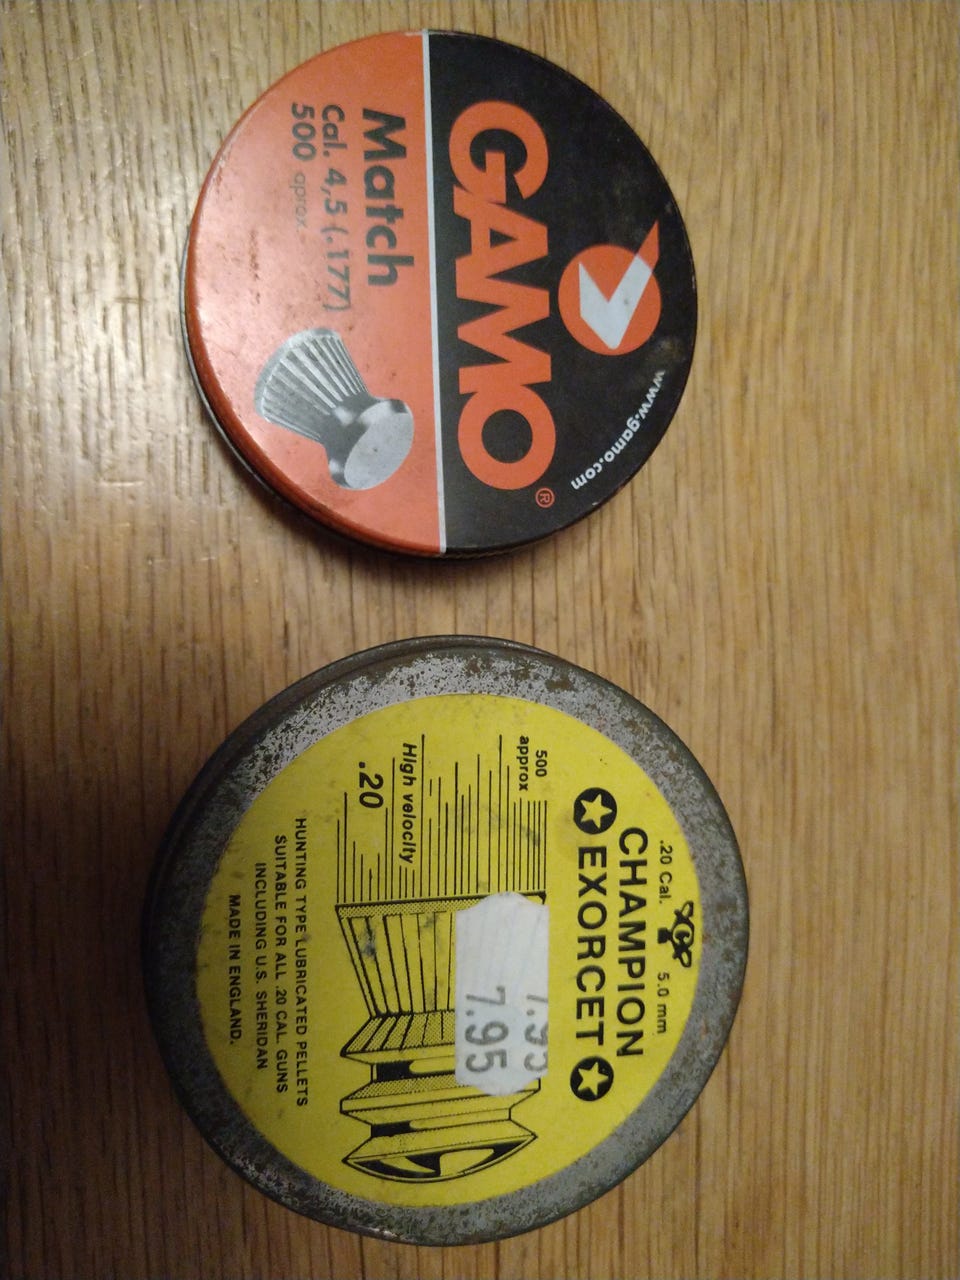 GAMO®
www.gamo.com
Match
Cal. 4,5 (.177)
500 aprox.
.20 Cal. 5.0 mm
CHAMPION
EXORCET
500
approx
7.95
7.95
High velocity
.20
HUNTING TYPE LUBRICATED PELLETS
SUITABLE FOR ALL .20 CAL. GUNS
INCLUDING U.S. SHERIDAN
MADE IN ENGLAND.